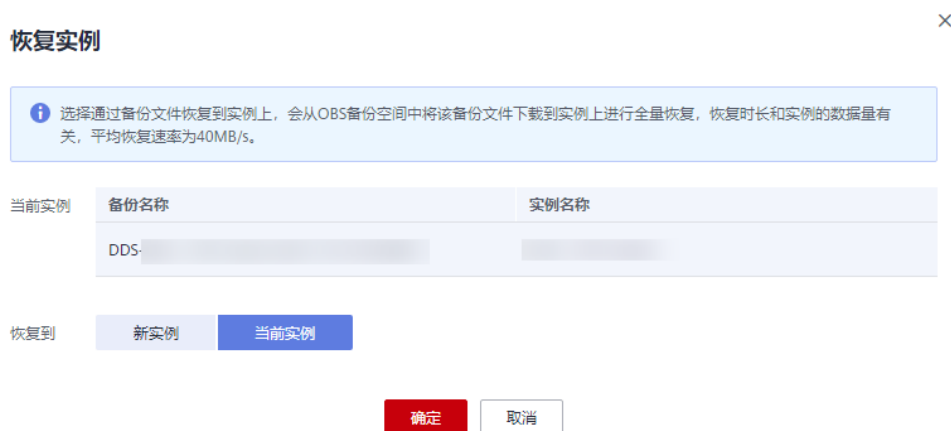 恢复实例
选择通过备份文件恢复到实例上，会从OBS备份空间中将该备份文件下载到实例上进行全量恢复，恢复时长和实例的数据量有
关，平均恢复速率为40MB/s。
当前实例
备份名称
实例名称
DDS-
恢复到
新实例
当前实例
确定
取消